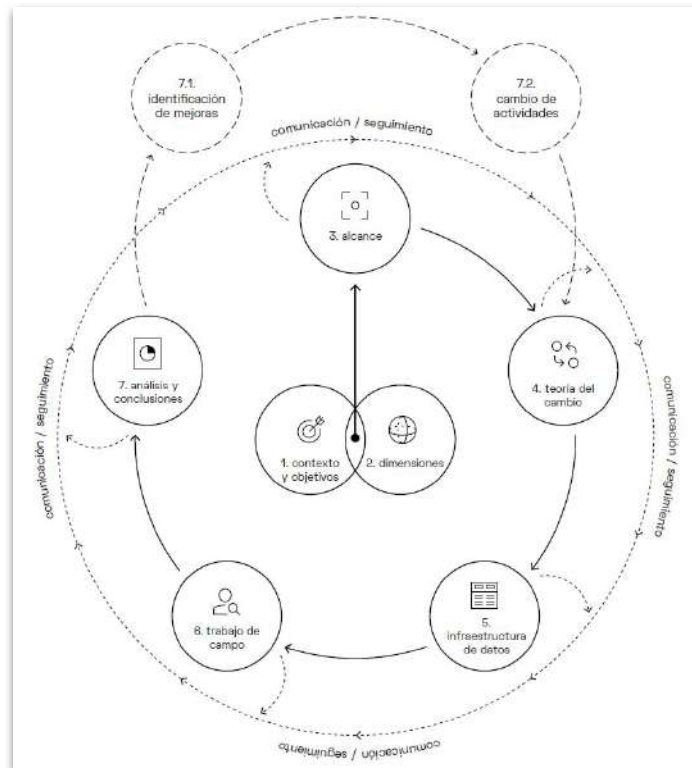 7.1.
identificación
de mejoras
7.2.
cambio de
actividades
comunicación / seguimiento
3. alcance
7. análisis y
conclusiones
4. teoría del
cambio
comunicación / seguimiento
comunicación / seguimiento
1. contexto
y objetivos
2. dimensiones
6. trabajo de
campo
5.
infraestructura
de datos
comunicación / seguimiento